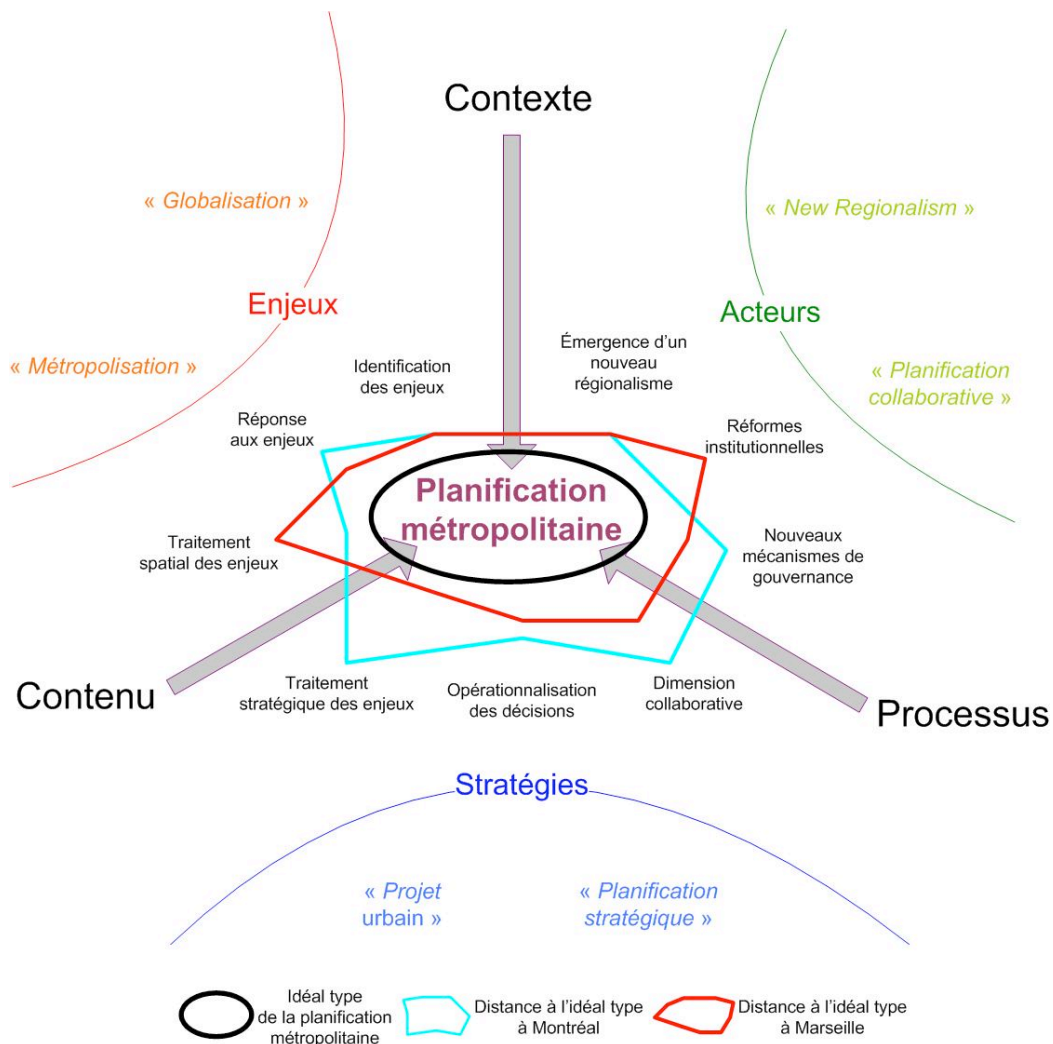 Contexte
« Globalisation »
« New Regionalism »
Enjeux
Acteurs
« Métropolisation »
« Planification
collaborative »
Identification
des enjeux
Émergence d'un
nouveau
régionalisme
Réponse
aux enjeux
Réformes
institutionnelles
Planification
métropolitaine
Traitement
spatial des enjeux
Nouveaux
mécanismes de
gouvernance
Contenu
Traitement
stratégique des enjeux
Opérationnalisation
des décisions
Dimension
collaborative
Processus
Stratégies
« Projet
urbain »
« Planification
stratégique »
Idéal type
de la planification
métropolitaine
Distance à l'idéal type
à Montréal
Distance à l'idéal type
à Marseille